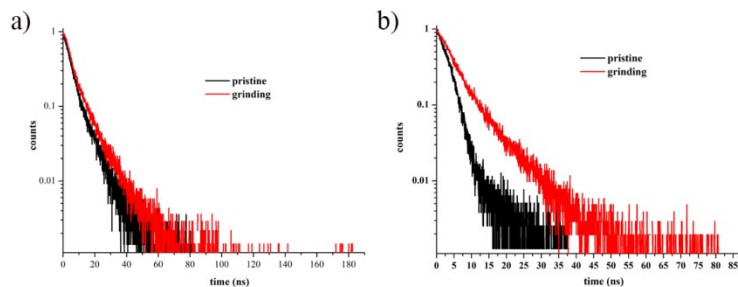 a)
1
0.1
0.01
counts
pristine
grinding
0 20 40 60 80 100 120 140 160 180
time (ns)
b)
1
0.1
0.01
counts
pristine
grinding
0 5 10 15 20 25 30 35 40 45 50 55 60 65 70 75 80 85
time (ns)